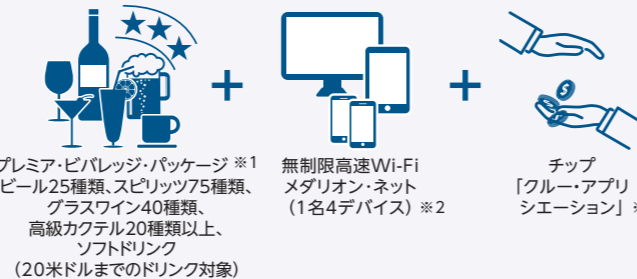 プレミア・ビバレッジ・パッケージ ※1
ビール25種類、スピリッツ75種類、
グラスワイン40種類、
高級カクテル20種類以上、
ソフトドリンク
（20米ドルまでのドリンク対象）
無制限高速Wi-Fi
メダリオン・ネット
（1名4デバイス）※2
チップ
「クルー・アプリ
シエーション」※